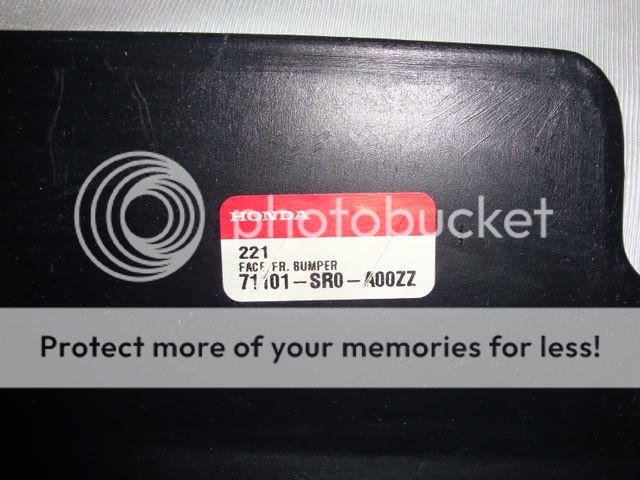 HONDA
photobucket
221
FACE, FR. BUMPER
71101-SR0-A00ZZ
Protect more of your memories for less!